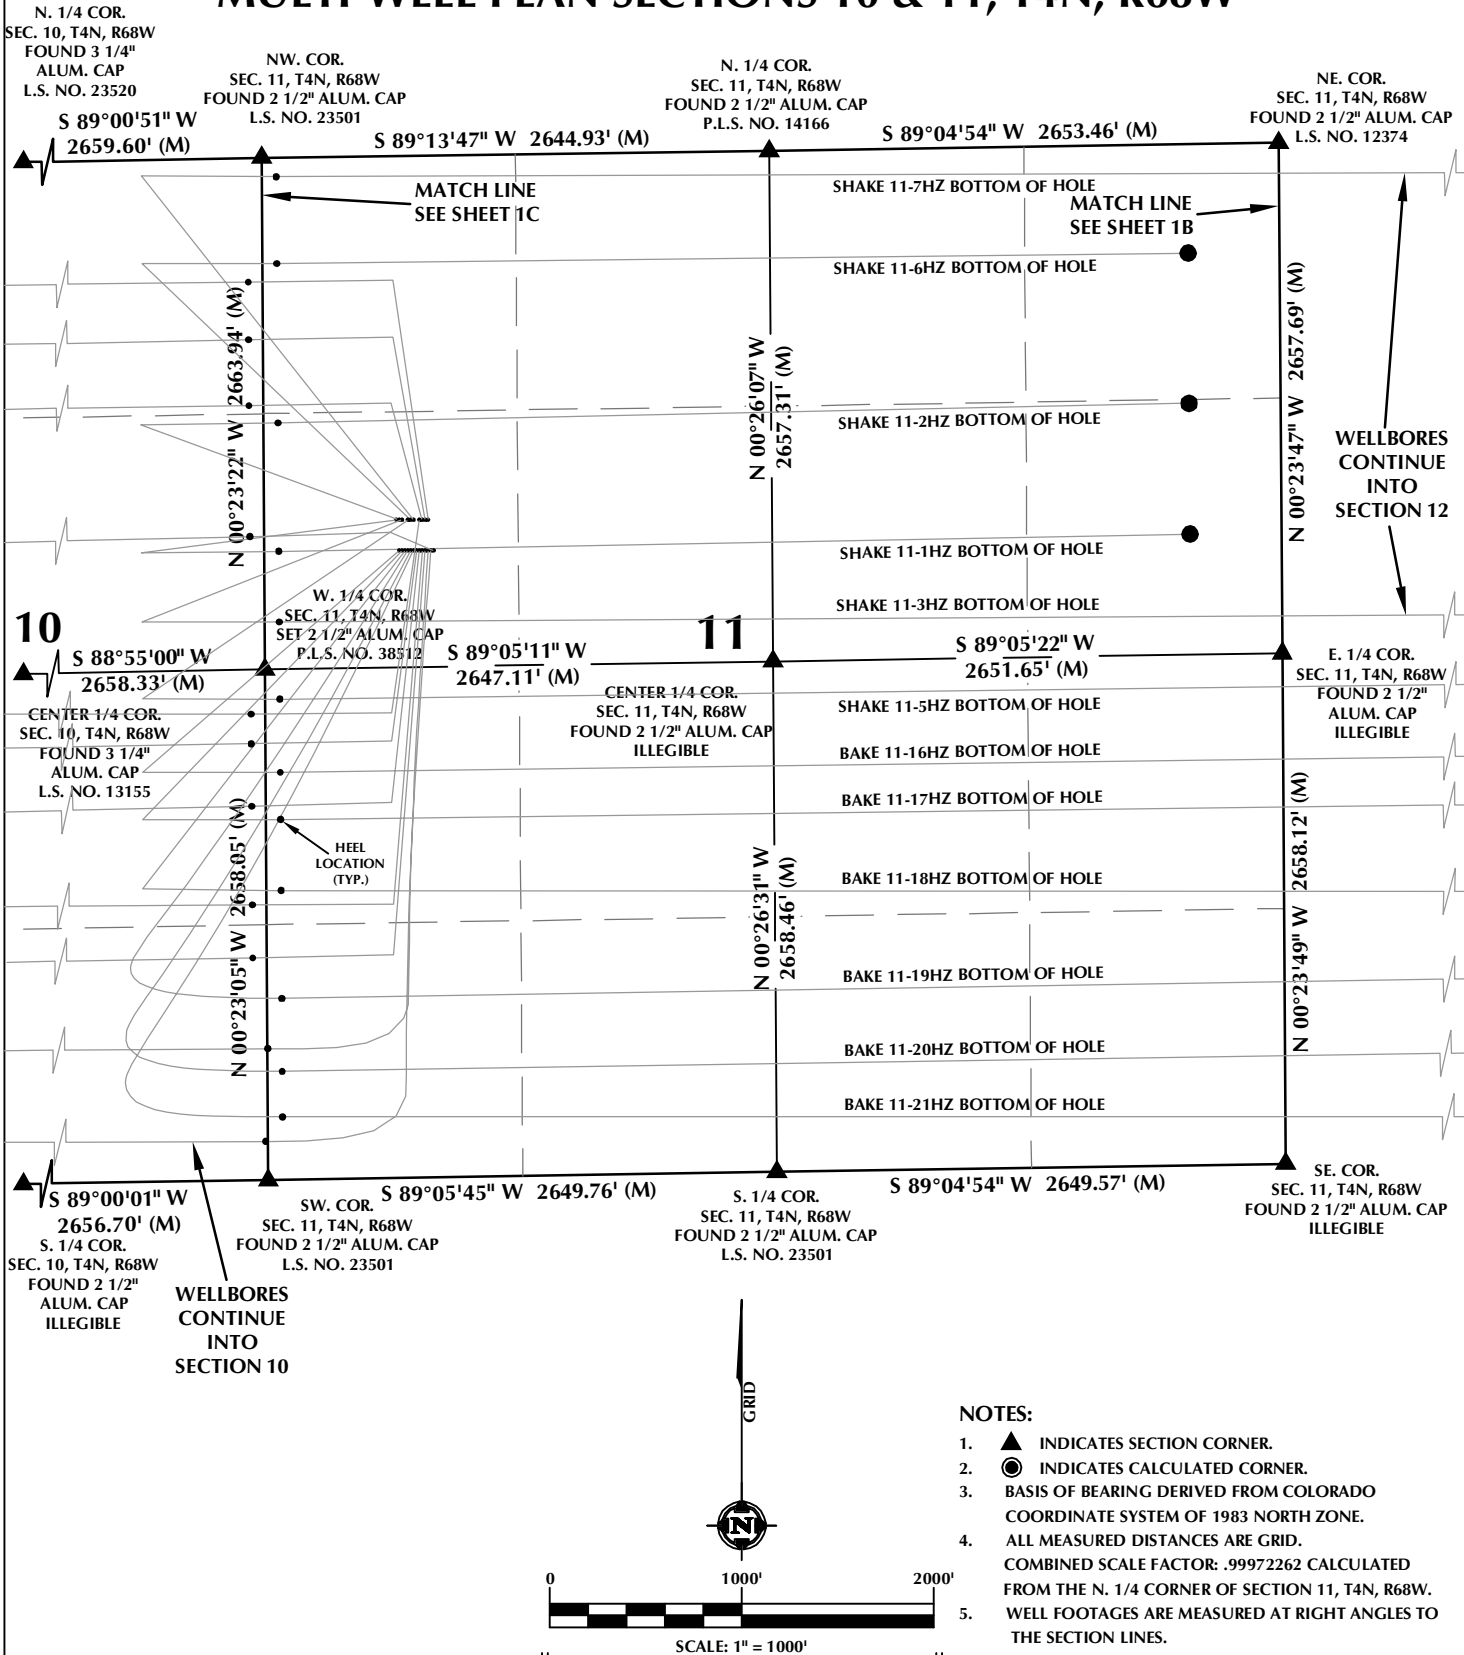 MULTI-WELL PLAN SECTIONS 10 & 11, T4N, R68W
N. 1/4 COR.
SEC. 10, T4N, R68W
FOUND 3 1/4"
ALUM. CAP
L.S. NO. 23520
NW. COR.
SEC. 11, T4N, R68W
FOUND 2 1/2" ALUM. CAP
L.S. NO. 23501
N. 1/4 COR.
SEC. 11, T4N, R68W
FOUND 2 1/2" ALUM. CAP
P.L.S. NO. 14166
NE. COR.
SEC. 11, T4N, R68W
FOUND 2 1/2" ALUM. CAP
L.S. NO. 12374
S 89°00'51" W
2659.60' (M)
S 89°13'47" W 2644.93' (M)
S 89°04'54" W 2653.46' (M)
MATCH LINE
SEE SHEET 1C
SHAKE 11-7HZ BOTTOM OF HOLE
MATCH LINE
SEE SHEET 1B
SHAKE 11-6HZ BOTTOM OF HOLE
N 00°23'22" W 2663.94' (M)
N 00°26'07" W
2657.31' (M)
N 00°23'47" W 2657.69' (M)
SHAKE 11-2HZ BOTTOM OF HOLE
WELLBORES
CONTINUE
INTO
SECTION 12
SHAKE 11-1HZ BOTTOM OF HOLE
SHAKE 11-3HZ BOTTOM OF HOLE
W. 1/4 COR.
SEC. 11, T4N, R68W
SET 2 1/2" ALUM. CAP
P.L.S. NO. 38512
10
11
S 88°55'00" W
2658.33' (M)
S 89°05'11" W
2647.11' (M)
S 89°05'22" W
2651.65' (M)
E. 1/4 COR.
SEC. 11, T4N, R68W
FOUND 2 1/2"
ALUM. CAP
ILLEGIBLE
CENTER 1/4 COR.
SEC. 10, T4N, R68W
FOUND 3 1/4"
ALUM. CAP
L.S. NO. 13155
CENTER 1/4 COR.
SEC. 11, T4N, R68W
FOUND 2 1/2" ALUM. CAP
ILLEGIBLE
SHAKE 11-5HZ BOTTOM OF HOLE
BAKE 11-16HZ BOTTOM OF HOLE
BAKE 11-17HZ BOTTOM OF HOLE
HEEL
LOCATION
(TYP.)
BAKE 11-18HZ BOTTOM OF HOLE
N 00°23'05" W 2658.05' (M)
N 00°26'31" W
2658.46' (M)
N 00°23'49" W 2658.12' (M)
BAKE 11-19HZ BOTTOM OF HOLE
BAKE 11-20HZ BOTTOM OF HOLE
BAKE 11-21HZ BOTTOM OF HOLE
S 89°00'01" W
2656.70' (M)
S 89°05'45" W 2649.76' (M)
S 89°04'54" W 2649.57' (M)
S. 1/4 COR.
SEC. 10, T4N, R68W
FOUND 2 1/2"
ALUM. CAP
ILLEGIBLE
SW. COR.
SEC. 11, T4N, R68W
FOUND 2 1/2" ALUM. CAP
L.S. NO. 23501
S. 1/4 COR.
SEC. 11, T4N, R68W
FOUND 2 1/2" ALUM. CAP
L.S. NO. 23501
SE. COR.
SEC. 11, T4N, R68W
FOUND 2 1/2" ALUM. CAP
ILLEGIBLE
WELLBORES
CONTINUE
INTO
SECTION 10
GRID
N
0 1000' 2000'
SCALE: 1" = 1000'
NOTES:
1. INDICATES SECTION CORNER.
2. INDICATES CALCULATED CORNER.
3. BASIS OF BEARING DERIVED FROM COLORADO
COORDINATE SYSTEM OF 1983 NORTH ZONE.
4. ALL MEASURED DISTANCES ARE GRID.
COMBINED SCALE FACTOR: .99972262 CALCULATED
FROM THE N. 1/4 CORNER OF SECTION 11, T4N, R68W.
5. WELL FOOTAGES ARE MEASURED AT RIGHT ANGLES TO
THE SECTION LINES.